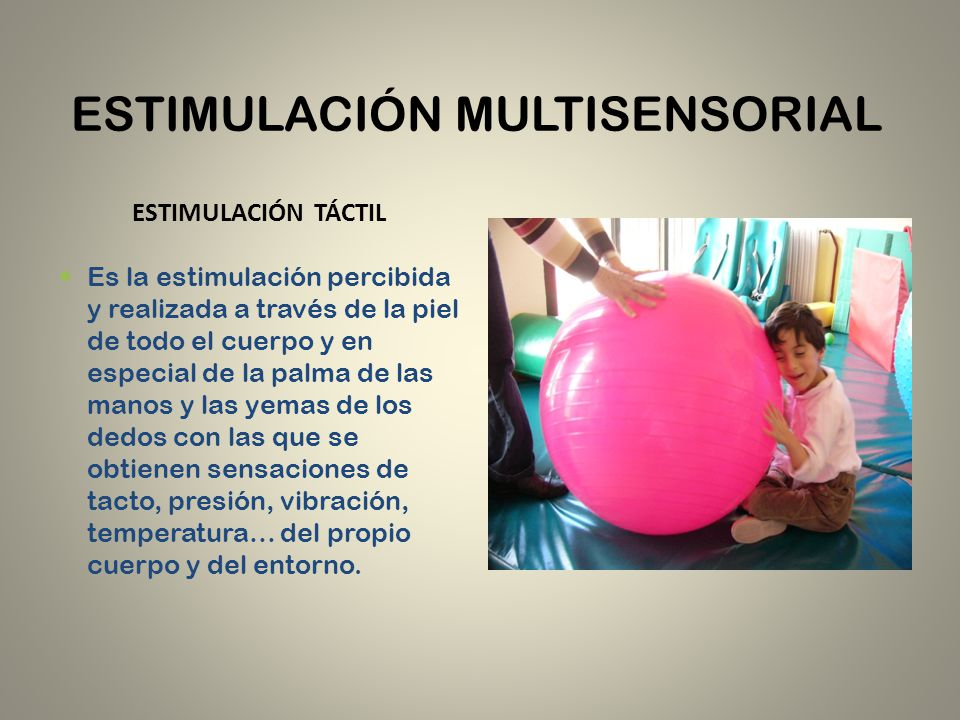 ESTIMULACIÓN MULTISENSORIAL
ESTIMULACIÓN TÁCTIL
• Es la estimulación percibida
y realizada a través de la piel
de todo el cuerpo y en
especial de la palma de las
manos y las yemas de los
dedos con las que se
obtienen sensaciones de
tacto, presión, vibración,
temperatura… del propio
cuerpo y del entorno.